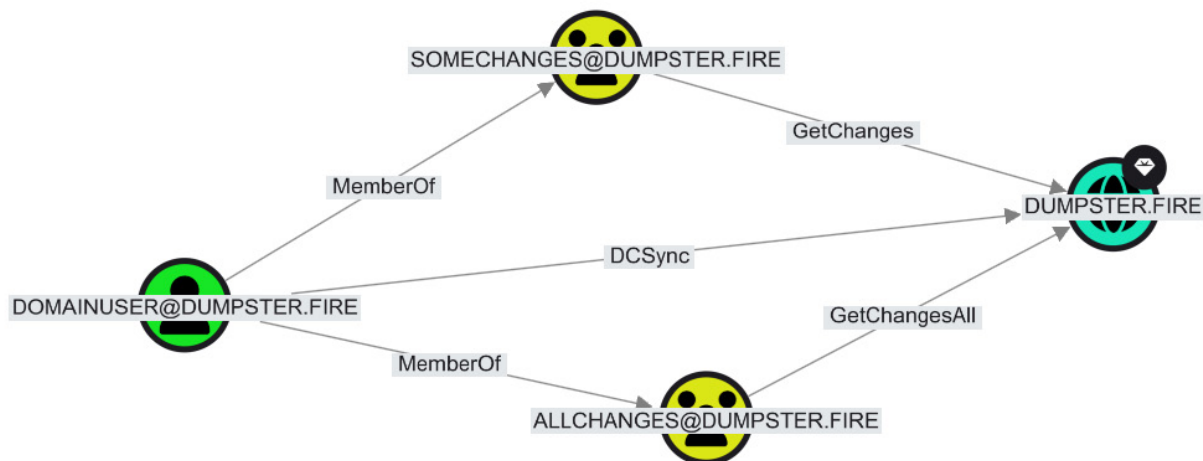 SOMECHANGES@DUMPSTER.FIRE
GetChanges
MemberOf
DUMPSTER.FIRE
DCSync
DOMAINUSER@DUMPSTER.FIRE
GetChangesAll
MemberOf
ALLCHANGES@DUMPSTER.FIRE